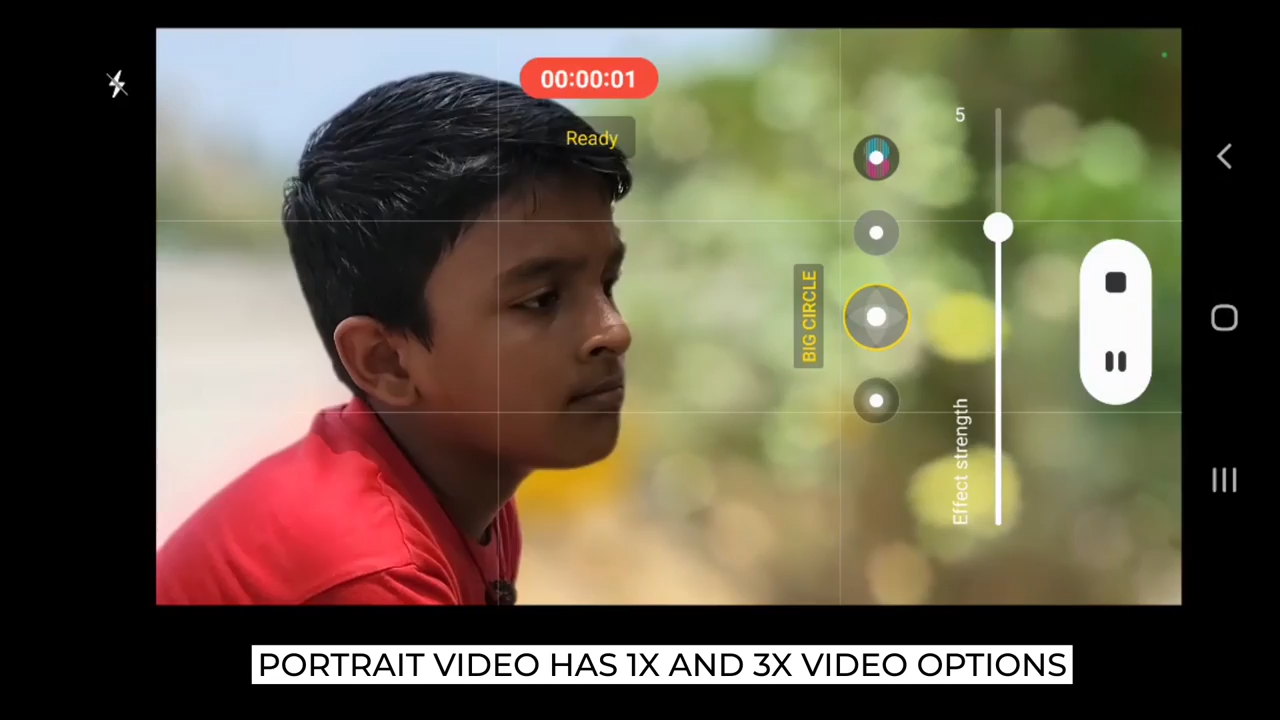 00:00:01
Ready
5
BIG CIRCLE
Effect strength
PORTRAIT VIDEO HAS 1X AND 3X VIDEO OPTIONS